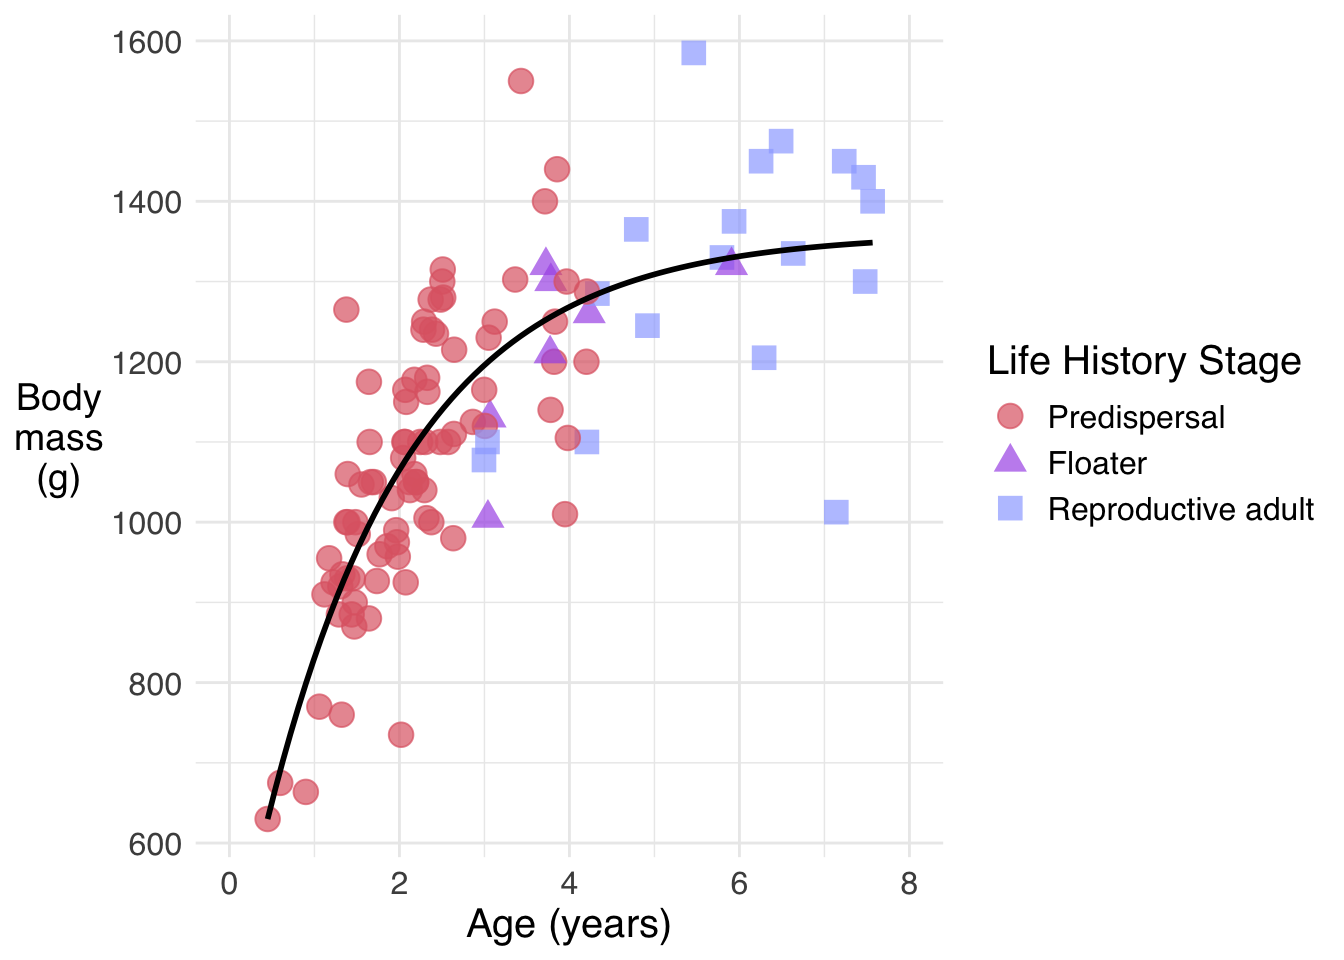 1600
1400
1200
1000
800
600
Body
mass
(g)
0 2 4 6 8
Age (years)
Life History Stage
Predispersal
Floater
Reproductive adult